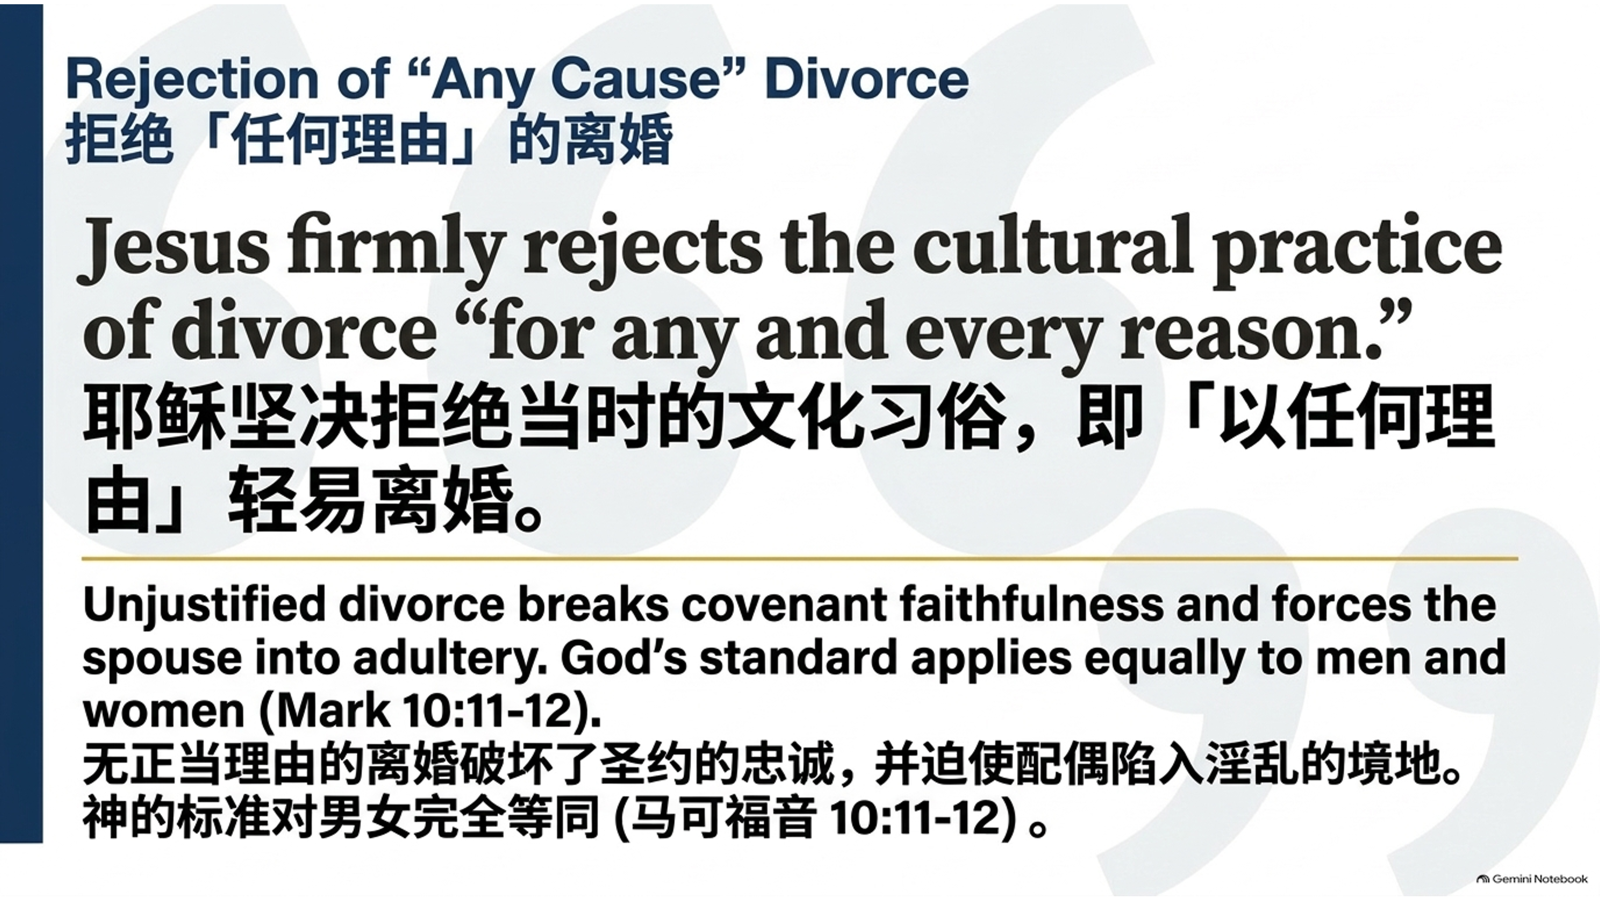 Rejection of “Any Cause” Divorce
拒绝「任何理由」的离婚
Jesus firmly rejects the cultural practice
of divorce “for any and every reason.”
耶稣坚决拒绝当时的文化习俗，即「以任何理
由」轻易离婚。
Unjustified divorce breaks covenant faithfulness and forces the
spouse into adultery. God’s standard applies equally to men and
women (Mark 10:11-12).
无正当理由的离婚破坏了圣约的忠诚，并迫使配偶陷入淫乱的境地。
神的标准对男女完全等同 (马可福音 10:11-12) 。
Gemini Notebook